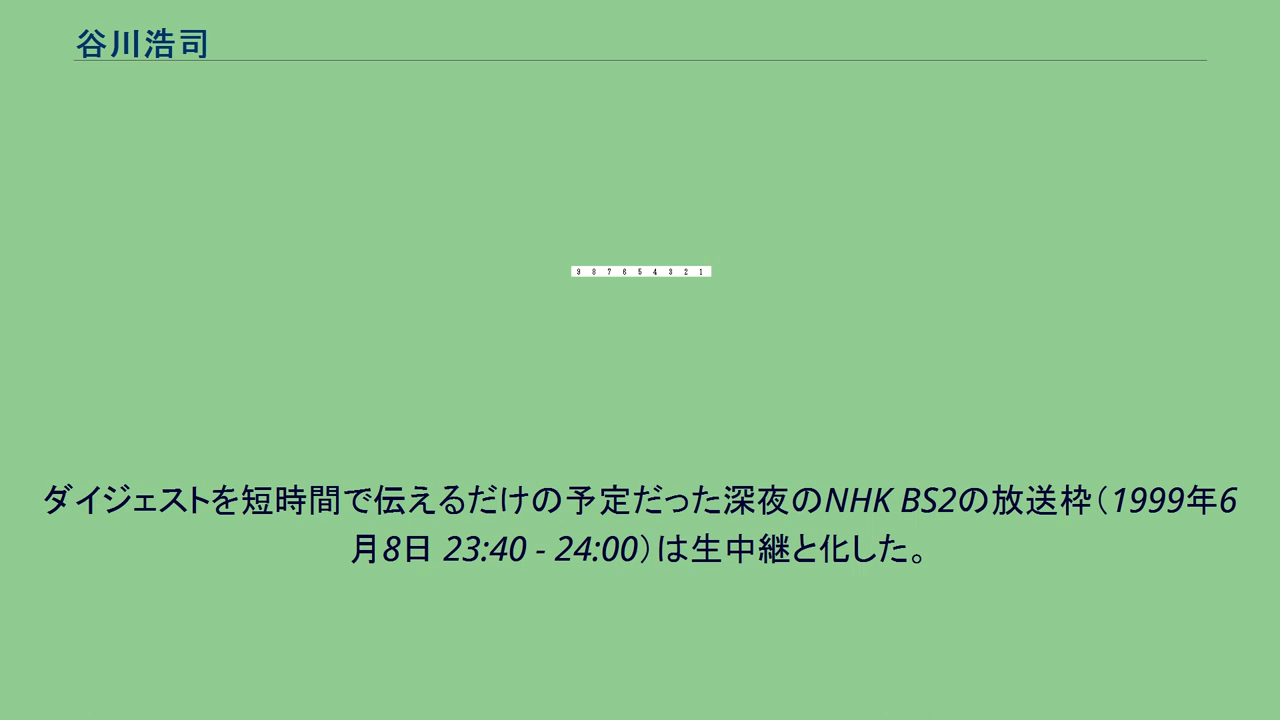 谷川浩司
9 8 7 6 5 4 3 2 1
ダイジェストを短時間で伝えるだけの予定だった深夜のNHK BS2の放送枠（1999年6
月8日 23:40 - 24:00）は生中継と化した。